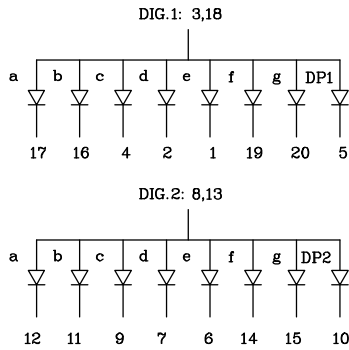 DIG.1: 3,18
a b c d e f g DP1
17 16 4 2 1 19 20 5
DIG.2: 8,13
a b c d e f g DP2
12 11 9 7 6 14 15 10